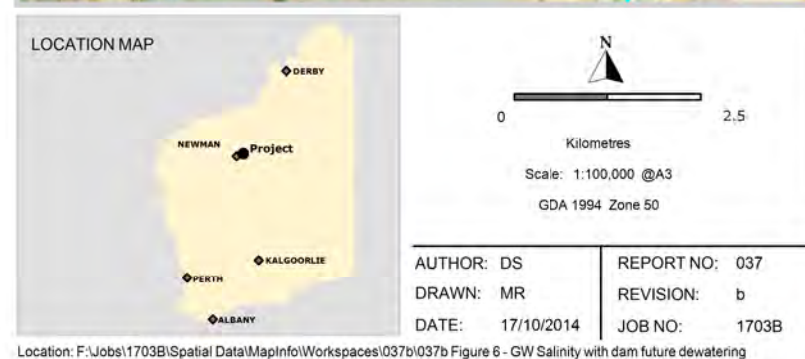 LOCATION MAP
DERBY
NEWMAN
Project
KALGOORLIE
PERTH
ALBANY
N
0 2.5
Kilometres
Scale: 1:100,000 @A3
GDA 1994 Zone 50
AUTHOR: DS REPORT NO: 037
DRAWN: MR REVISION: b
DATE: 17/10/2014 JOB NO: 1703B
Location: F:\Jobs\1703B\Spatial Data\MapInfo\Workspaces\037b\037b Figure 6 - GW Salinity with dam future dewatering